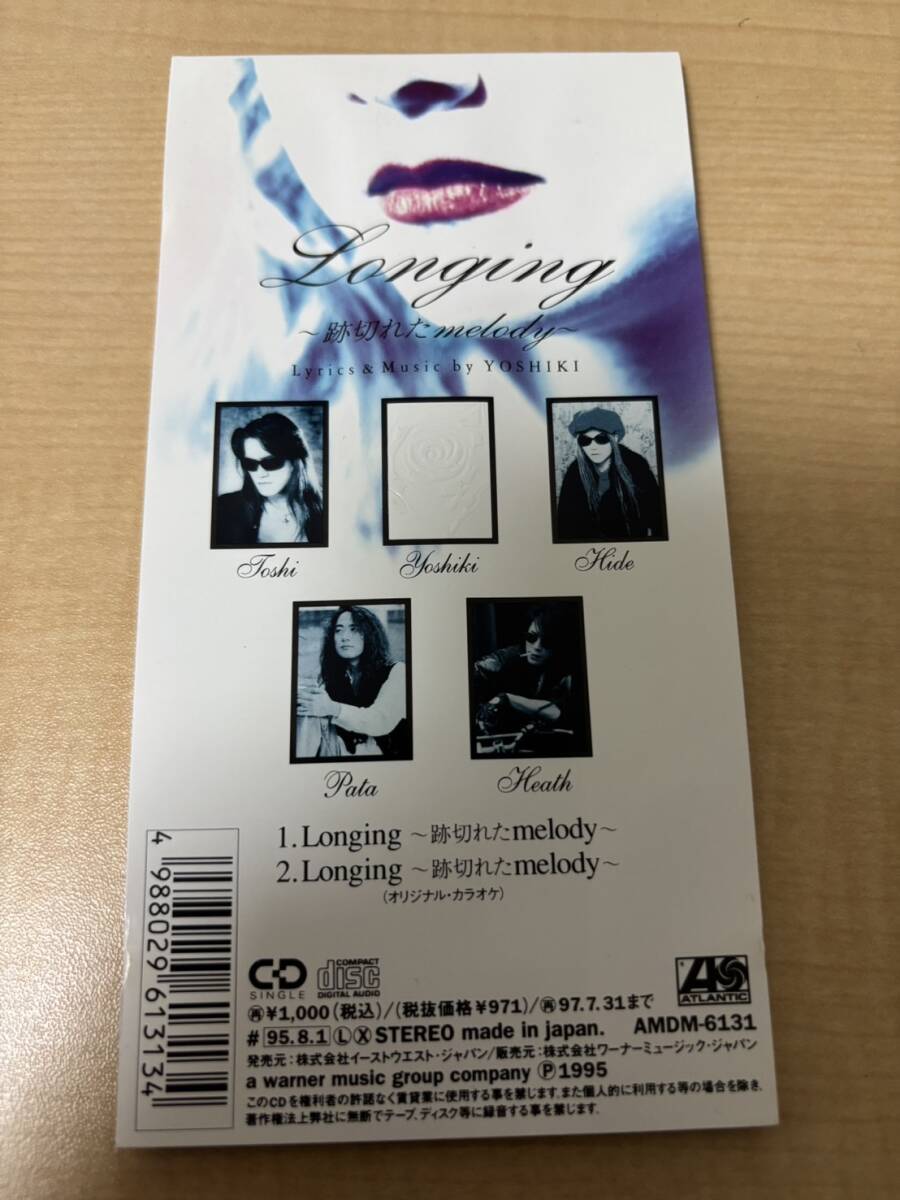 Longing
～跡切れたmelody～
Lyrics & Music by YOSHIKI
Toshi
Yoshiki
Hide
Pata
Heath
1.Longing ～跡切れたmelody～
2.Longing ～跡切れたmelody～
(オリジナル・カラオケ)
4 988029 613134
CD SINGLE
COMPACT disc DIGITAL AUDIO
ATLANTIC
再¥1,000(税込)/(税抜価格¥971)/再97.7.31まで
# 95.8.1 Ⓛ Ⓧ STEREO made in japan. AMDM-6131
発売元：株式会社イーストウエスト・ジャパン/販売元：株式会社ワーナーミュージック・ジャパン
a warner music group company Ⓟ1995
このCDを権利者の許諾なく賃貸業に使用する事を禁じます。また個人的に利用する等の場合を除き、
著作権法上弊社に無断でテープ、ディスク等に録音する事を禁じます。